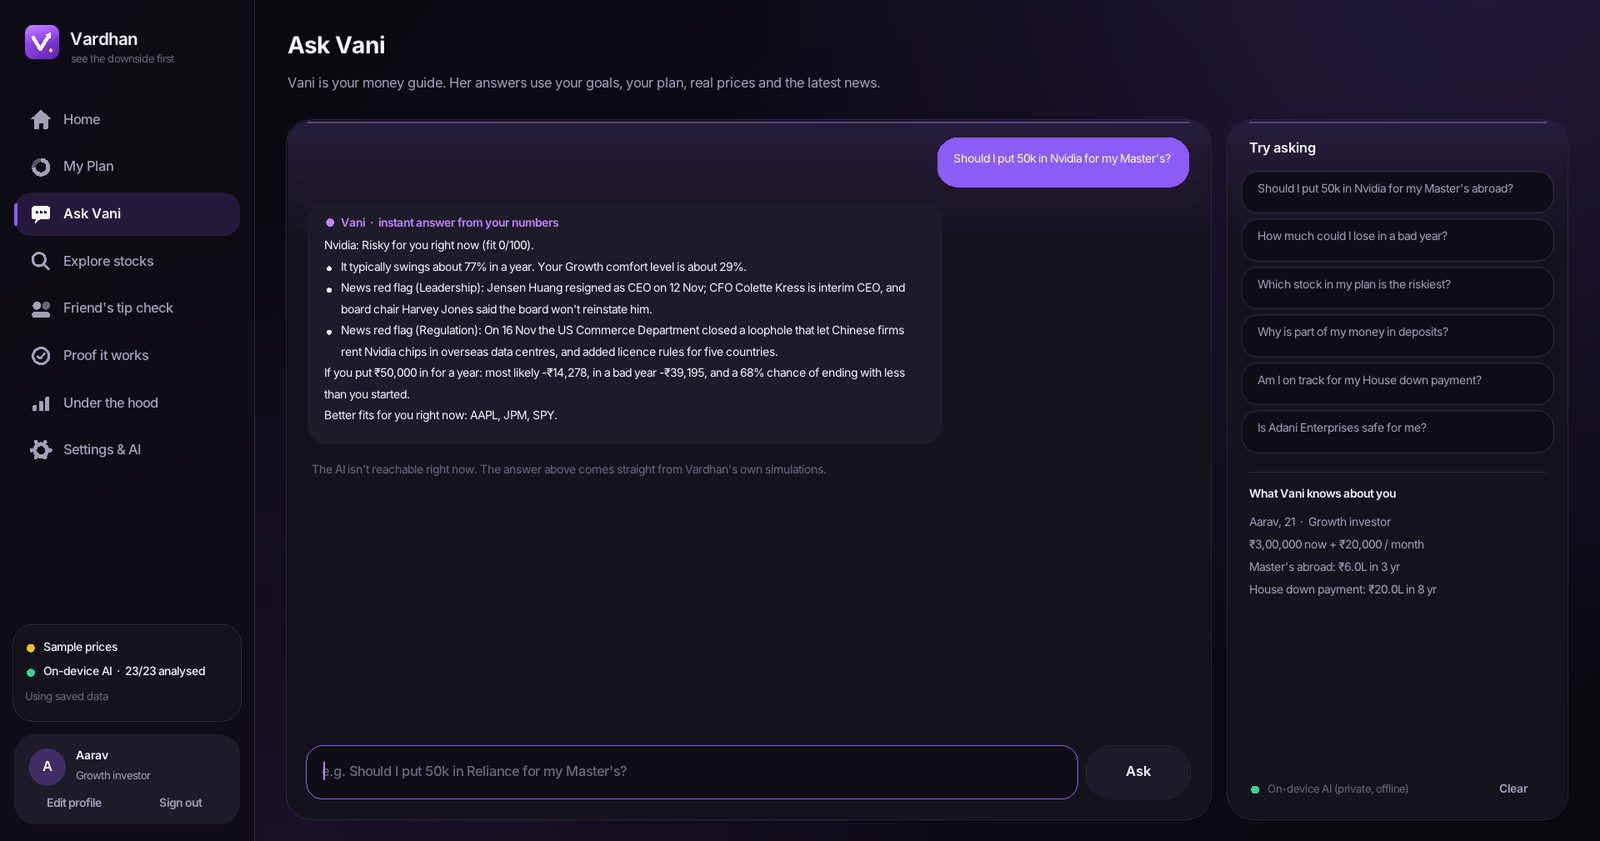 Vardhan
see the downside first
Home
My Plan
Ask Vani
Explore stocks
Friend's tip check
Proof it works
Under the hood
Settings & AI
Sample prices
On-device AI · 23/23 analysed
Using saved data
A
Aarav
Growth investor
Edit profile
Sign out
Ask Vani
Vani is your money guide. Her answers use your goals, your plan, real prices and the latest news.
Should I put 50k in Nvidia for my Master's?
Vani · instant answer from your numbers
Nvidia: Risky for you right now (fit 0/100).
It typically swings about 77% in a year. Your Growth comfort level is about 29%.
News red flag (Leadership): Jensen Huang resigned as CEO on 12 Nov; CFO Colette Kress is interim CEO, and
board chair Harvey Jones said the board won't reinstate him.
News red flag (Regulation): On 16 Nov the US Commerce Department closed a loophole that let Chinese firms
rent Nvidia chips in overseas data centres, and added licence rules for five countries.
If you put ₹50,000 in for a year: most likely -₹14,278, in a bad year -₹39,195, and a 68% chance of ending with less
than you started.
Better fits for you right now: AAPL, JPM, SPY.
The AI isn't reachable right now. The answer above comes straight from Vardhan's own simulations.
e.g. Should I put 50k in Reliance for my Master's?
Ask
Try asking
Should I put 50k in Nvidia for my Master's abroad?
How much could I lose in a bad year?
Which stock in my plan is the riskiest?
Why is part of my money in deposits?
Am I on track for my House down payment?
Is Adani Enterprises safe for me?
What Vani knows about you
Aarav, 21 · Growth investor
₹3,00,000 now + ₹20,000 / month
Master's abroad: ₹6.0L in 3 yr
House down payment: ₹20.0L in 8 yr
On-device AI (private, offline)
Clear